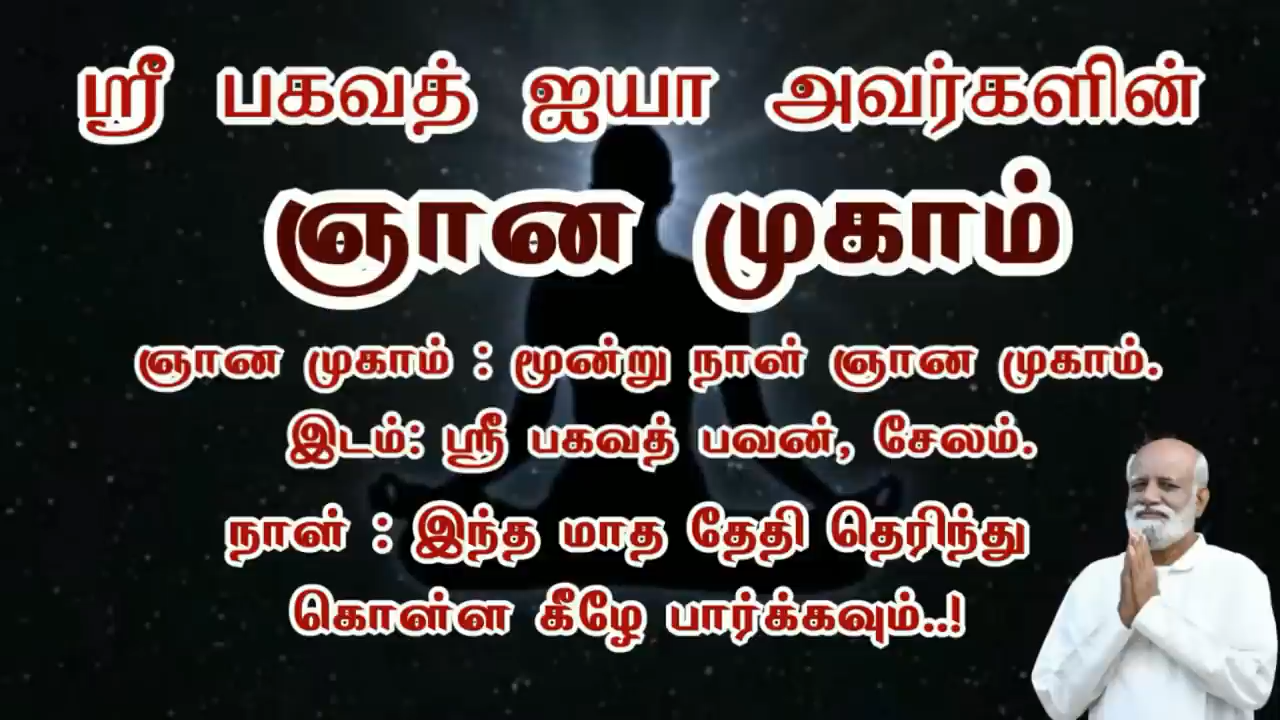 ஸ்ரீ பகவத் ஐயா அவர்களின்
ஞான முகாம்
ஞான முகாம் : மூன்று நாள் ஞான முகாம்.
இடம்: ஸ்ரீ பகவத் பவன், சேலம்.
நாள் : இந்த மாத தேதி தெரிந்து
கொள்ள கீழே பார்க்கவும்..!